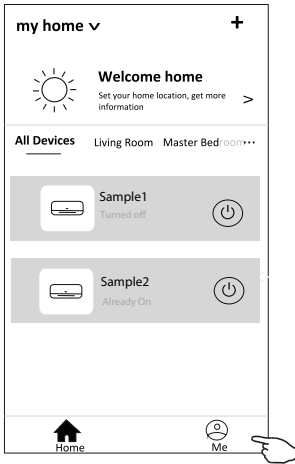 my home
Welcome home
Set your home location, get more
information
All Devices
Living Room
Master Bedroom
Sample1
Turned off
Sample2
Already On
Home
Me